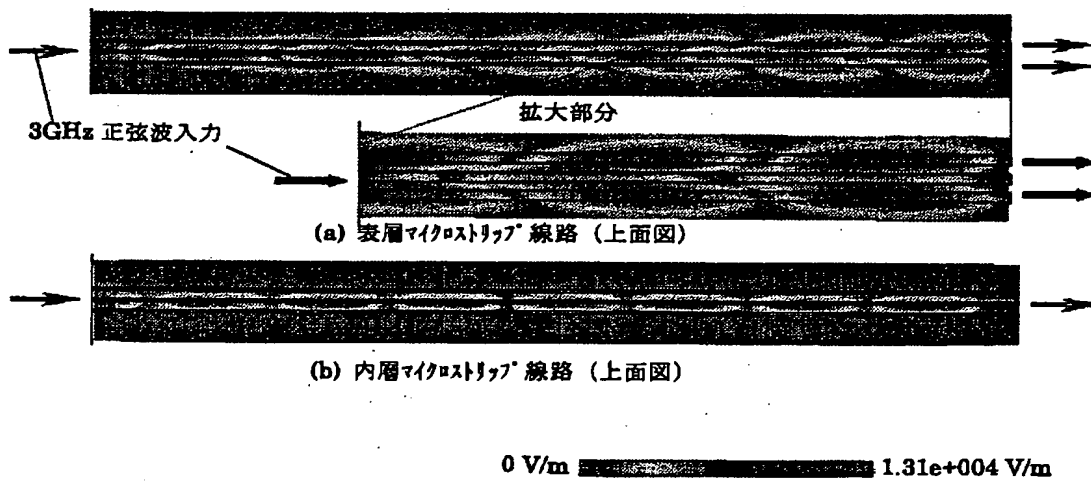 拡大部分
3GHz 正弦波入力
(a) 表層マイクロストリップ線路（上面図）
(b) 内層マイクロストリップ線路（上面図）
0 V/m 1.31e+004 V/m